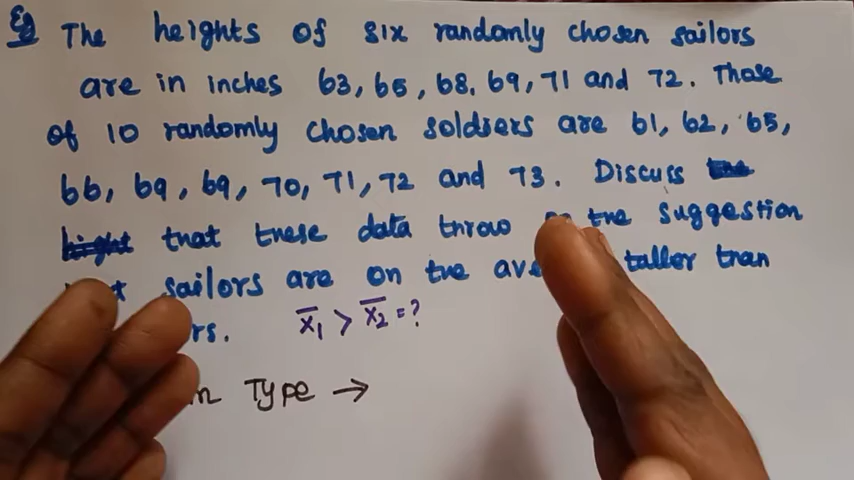 Eg The heights of six randomly chosen sailors
are in inches 63, 65, 68, 69, 71 and 72. Those
of 10 randomly chosen soldiers are 61, 62, 65,
66, 69, 69, 70, 71, 72 and 73. Discuss
that these data throw the suggestion
sailors are on the taller than
x̄1 > x̄2 = ?
Type →